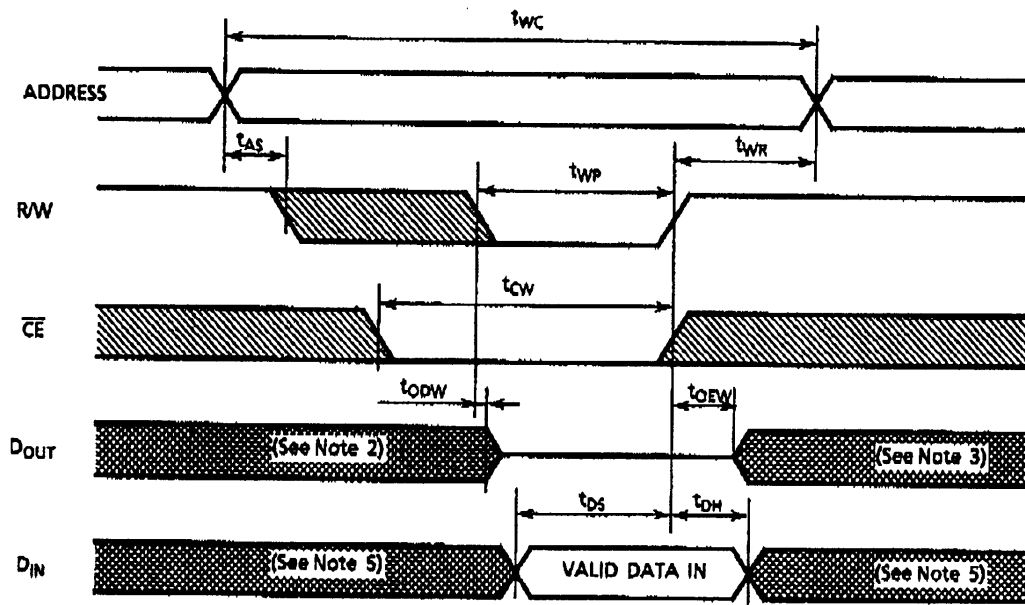 tWC
ADDRESS
tAS
tWP
tWR
R/W
tCW
CE
tODW
tOEW
DOUT
(See Note 2)
(See Note 3)
tDS
tDH
DIN
(See Note 5)
VALID DATA IN
(See Note 5)